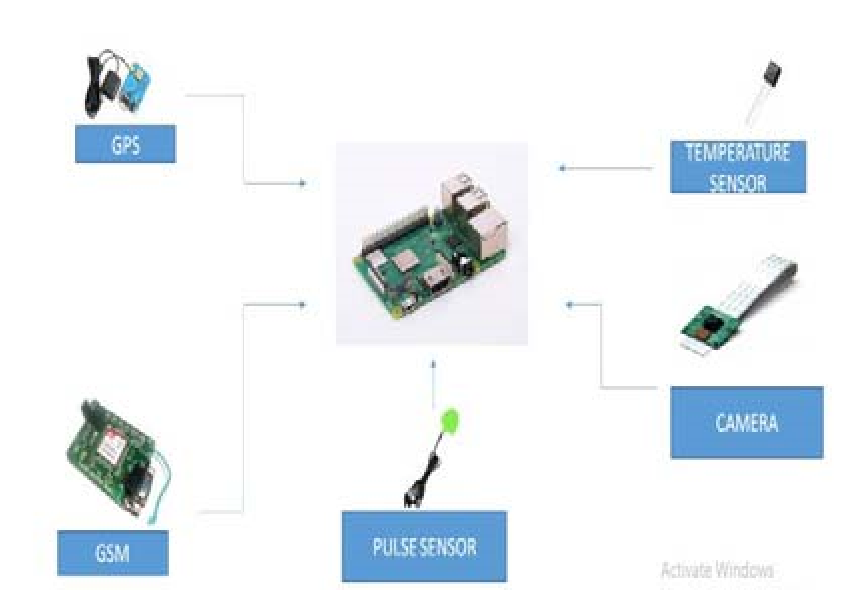 GPS
TEMPERATURE
SENSOR
CAMERA
GSM
PULSE SENSOR
Activate Windows